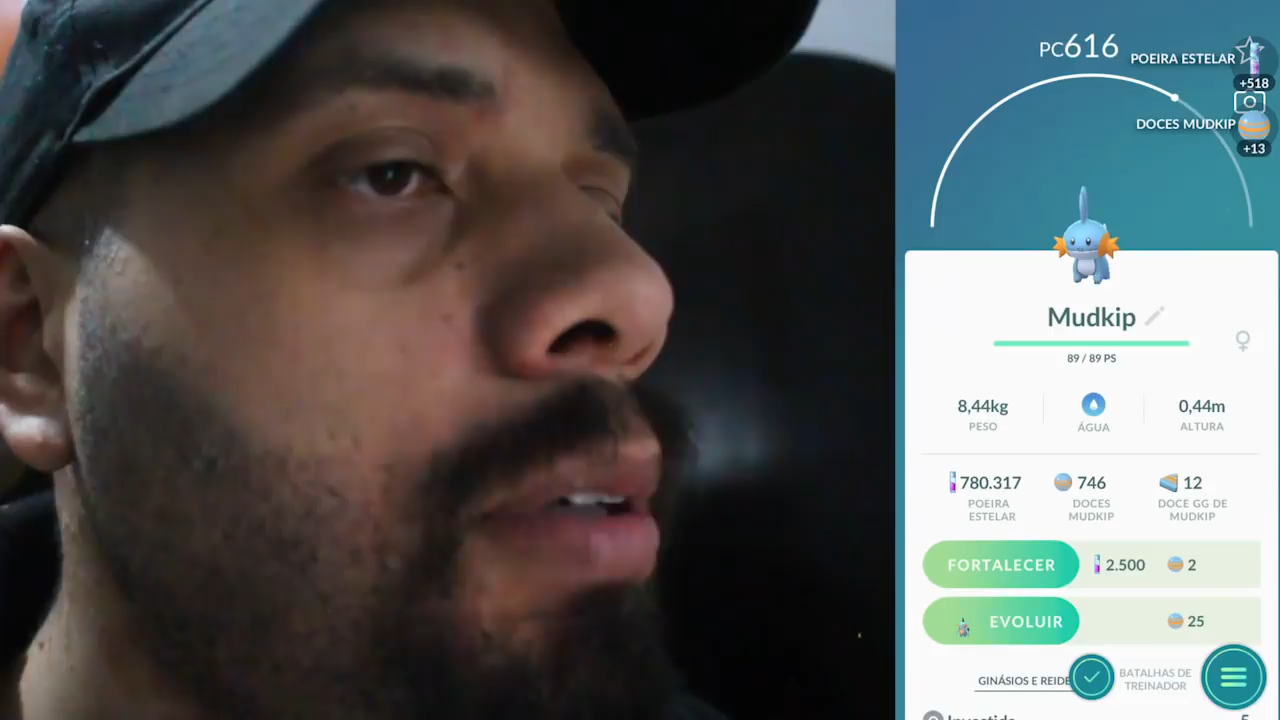 PC616
POEIRA ESTELAR
+518
DOCES MUDKIP
+13
Mudkip
89 / 89 PS
8,44kg
PESO
ÁGUA
0,44m
ALTURA
780.317
POEIRA
ESTELAR
746
DOCES
MUDKIP
12
DOCE GG DE
MUDKIP
FORTALECER
2.500
2
EVOLUIR
25
GINÁSIOS E REIDE
BATALHAS DE
TREINADOR
Investida
5